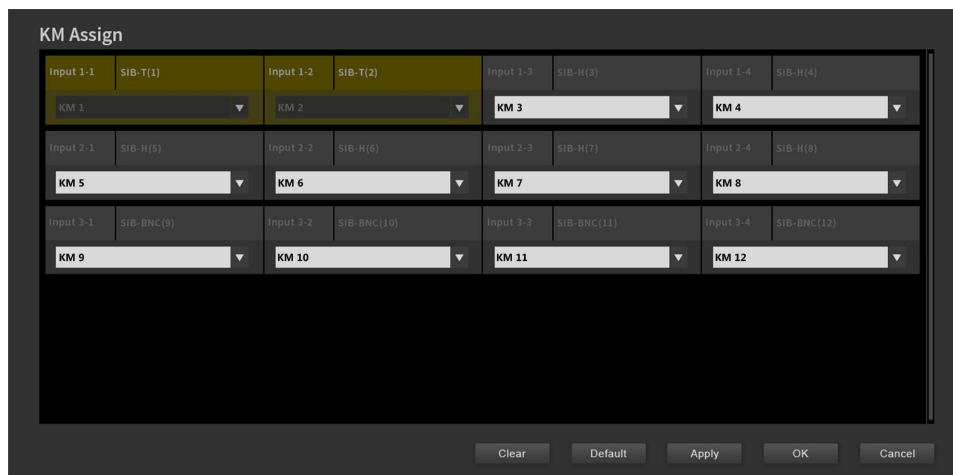 KM Assign
Input 1-1 SIB-T(1) Input 1-2 SIB-T(2) Input 1-3 SIB-H(3) Input 1-4 SIB-H(4)
KM 1 KM 2 KM 3 KM 4
Input 2-1 SIB-H(5) Input 2-2 SIB-H(6) Input 2-3 SIB-H(7) Input 2-4 SIB-H(8)
KM 5 KM 6 KM 7 KM 8
Input 3-1 SIB-BNC(9) Input 3-2 SIB-BNC(10) Input 3-3 SIB-BNC(11) Input 3-4 SIB-BNC(12)
KM 9 KM 10 KM 11 KM 12
Clear Default Apply OK Cancel